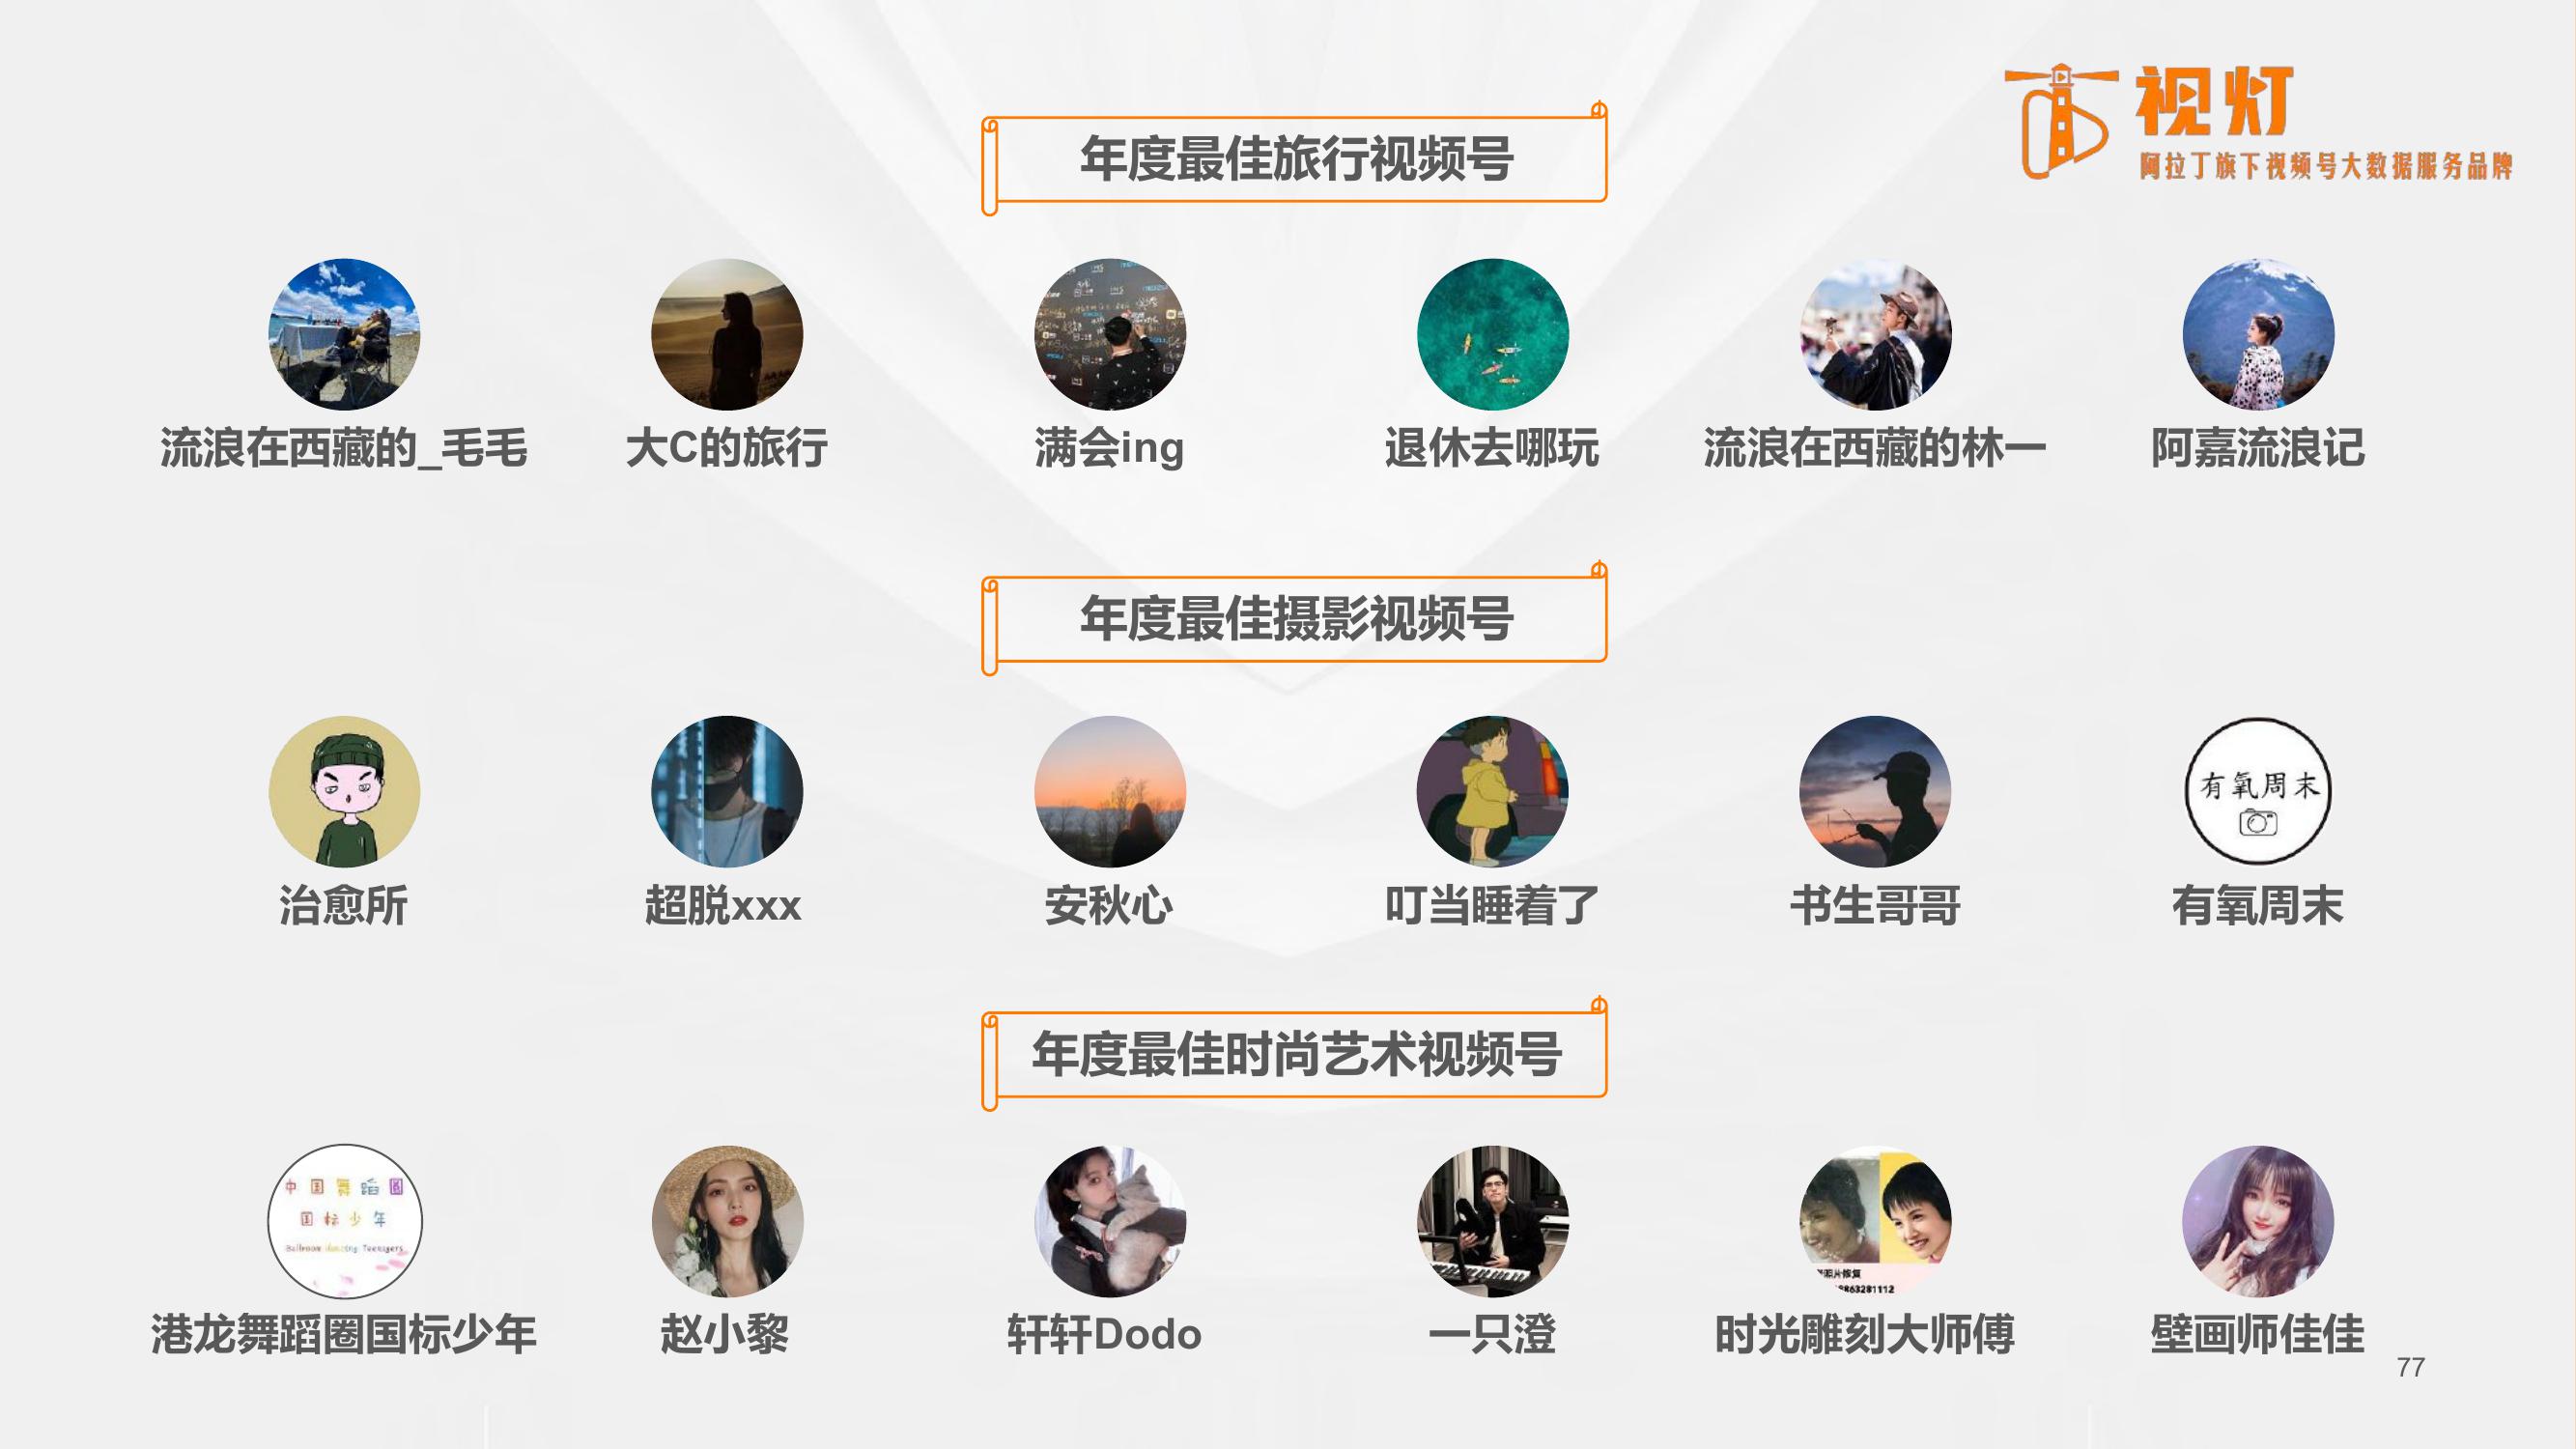 视灯
阿拉丁旗下视频号大数据服务品牌
年度最佳旅行视频号
流浪在西藏的_毛毛
大C的旅行
满会ing
退休去哪玩
流浪在西藏的林一
阿嘉流浪记
年度最佳摄影视频号
有氧周末
治愈所
超脱xxx
安秋心
叮当睡着了
书生哥哥
有氧周末
年度最佳时尚艺术视频号
中国舞蹈圈
国标少年
Ballroom dancing Teenagers
照片修复
8863281112
港龙舞蹈圈国标少年
赵小黎
轩轩Dodo
一只澄
时光雕刻大师傅
壁画师佳佳
77